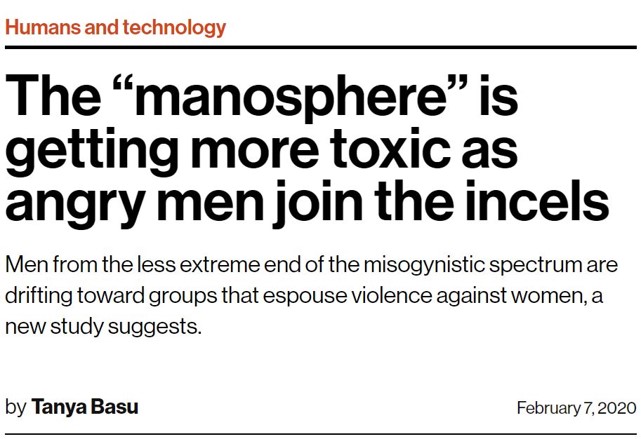 Humans and technology
The “manosphere” is
getting more toxic as
angry men join the incels
Men from the less extreme end of the misogynistic spectrum are
drifting toward groups that espouse violence against women, a
new study suggests.
by Tanya Basu
February 7, 2020